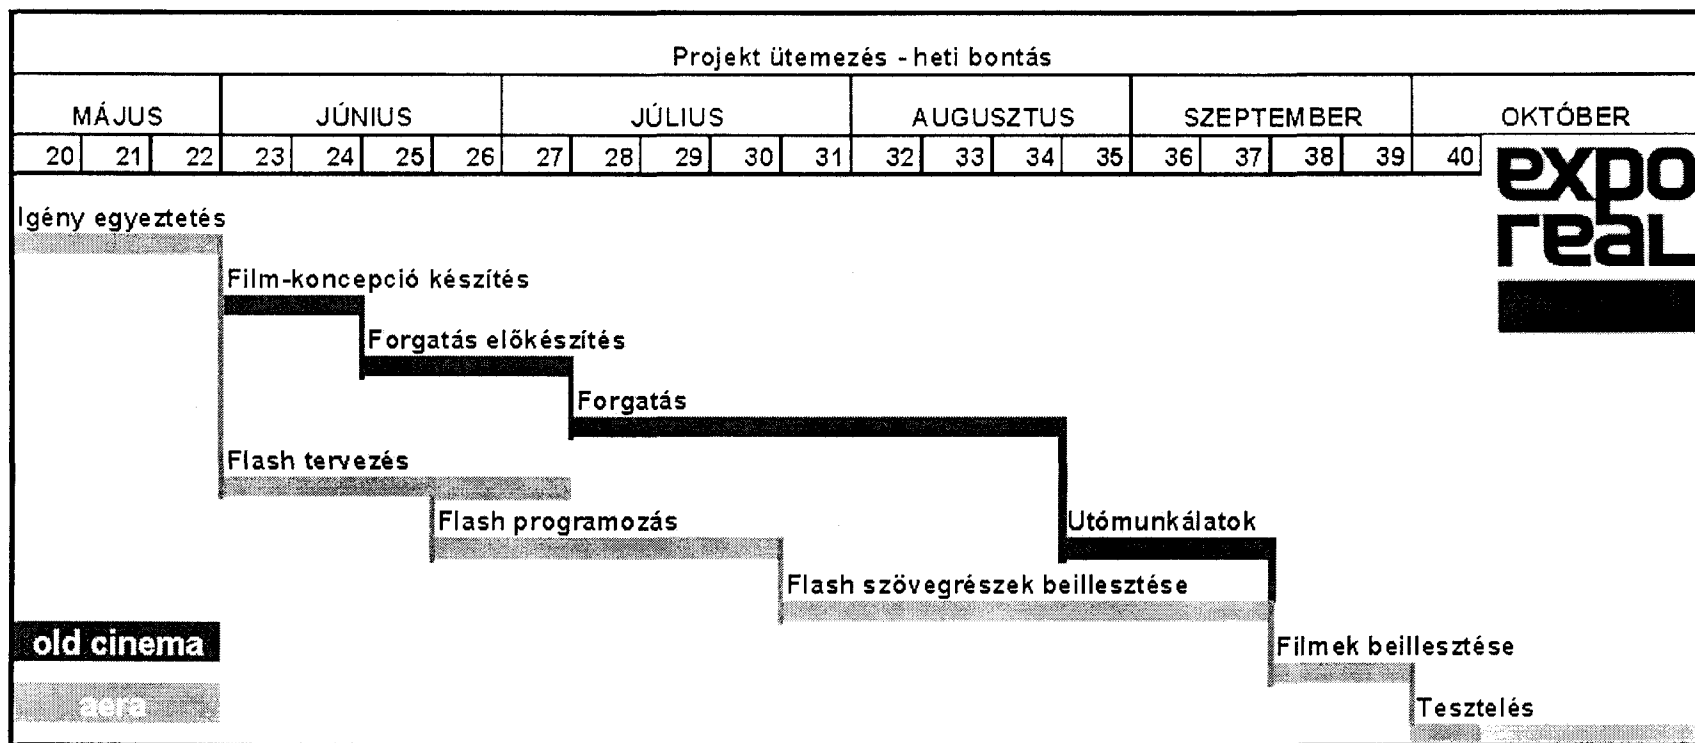 Projekt ütemezés - heti bontás
MÁJUS JÚNIUS JÚLIUS AUGUSZTUS SZEPTEMBER OKTÓBER
20 21 22 23 24 25 26 27 28 29 30 31 32 33 34 35 36 37 38 39 40
expo
real
Igény egyeztetés
Film-koncepció készítés
Forgatás előkészítés
Forgatás
Flash tervezés
Flash programozás Utómunkálatok
Flash szövegrészek beillesztése
old cinema
Filmek beillesztése
aera
Tesztelés